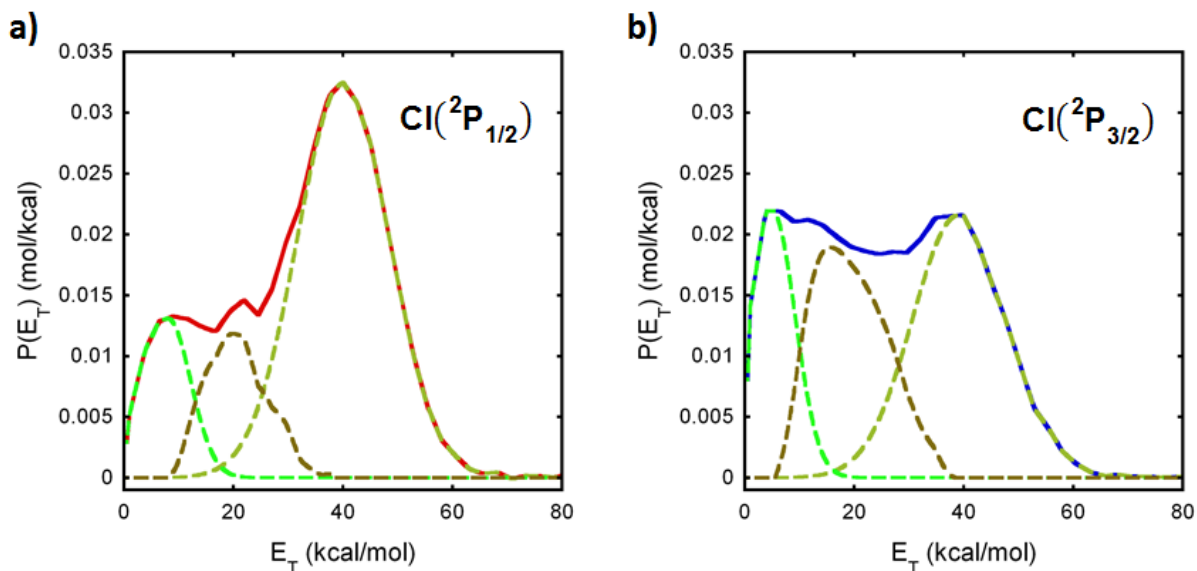 a)
Cl(²P₁/₂)
P(E_T) (mol/kcal)
0.035
0.03
0.025
0.02
0.015
0.01
0.005
0
0 20 40 60 80
E_T (kcal/mol)
b)
Cl(²P₃/₂)
P(E_T) (mol/kcal)
0.035
0.03
0.025
0.02
0.015
0.01
0.005
0
0 20 40 60 80
E_T (kcal/mol)